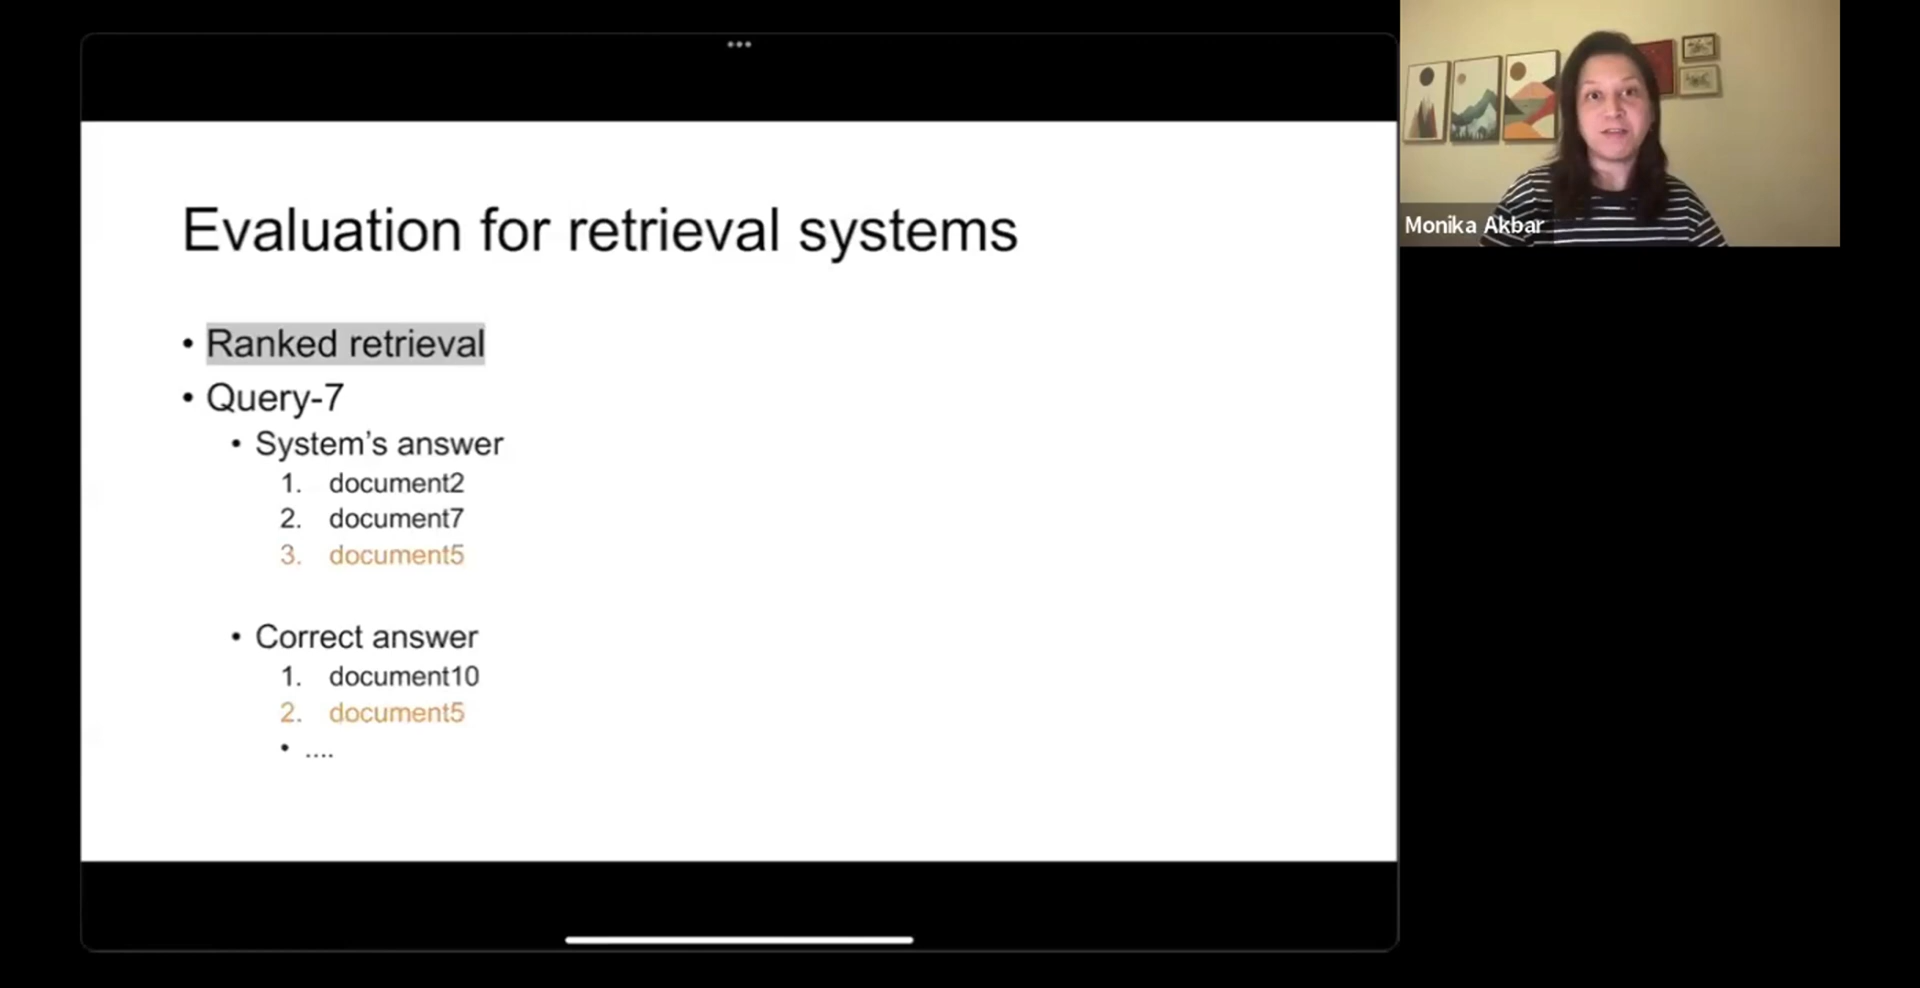 Evaluation for retrieval systems
• Ranked retrieval
• Query-7
• System’s answer
1. document2
2. document7
3. document5
• Correct answer
1. document10
2. document5
• ....
Monika Akbar